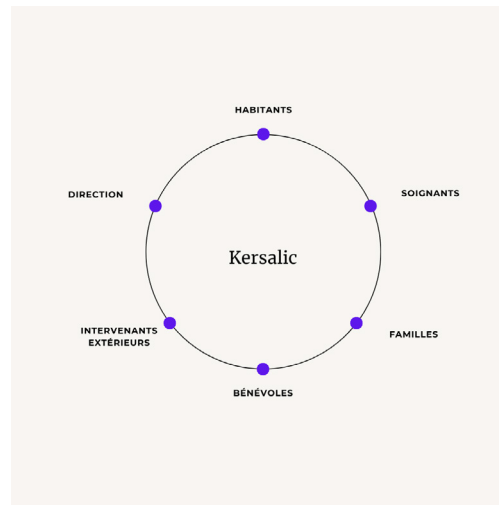 HABITANTS
DIRECTION
SOIGNANTS
Kersalic
INTERVENANTS
EXTÉRIEURS
FAMILLES
BÉNÉVOLES